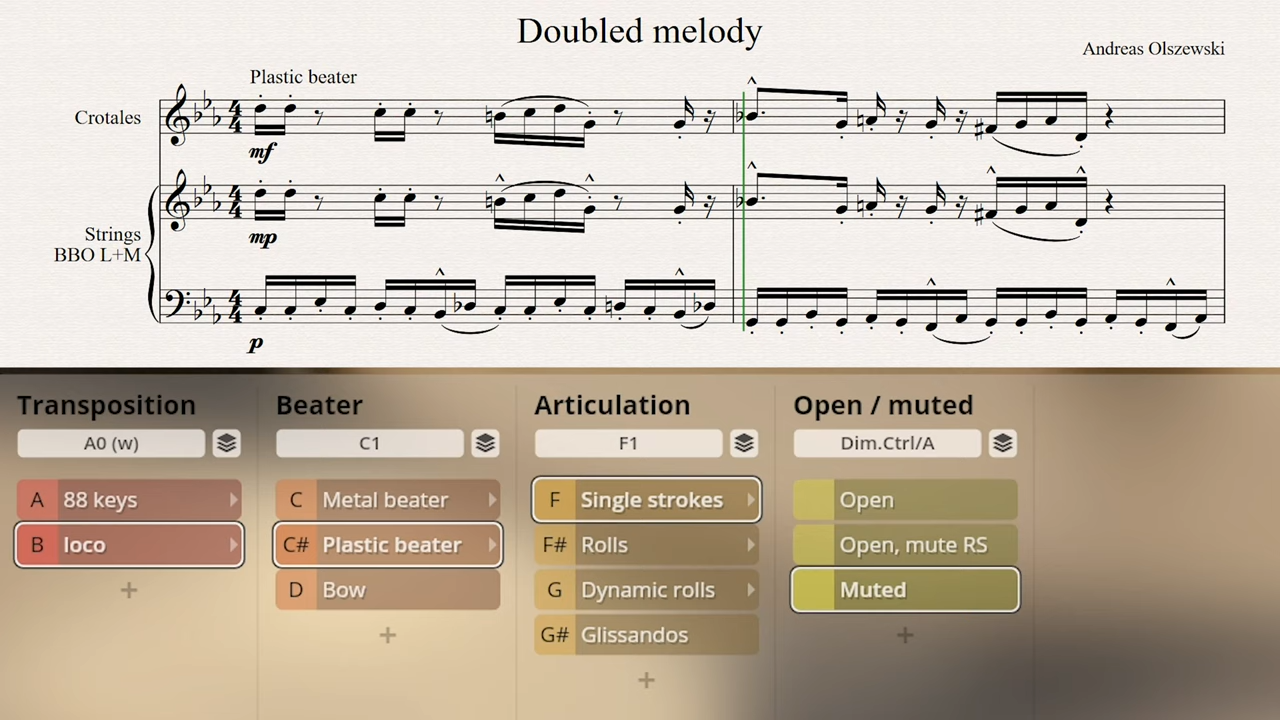 Doubled melody
Andreas Olszewski
Plastic beater
Crotales
mf
Strings
BBO L+M
mp
p
Transposition
Beater
Articulation
Open / muted
A0 (w)
C1
F1
Dim.Ctrl/A
A 88 keys
C Metal beater
F Single strokes
Open
B loco
C# Plastic beater
F# Rolls
Open, mute RS
D Bow
G Dynamic rolls
Muted
G# Glissandos